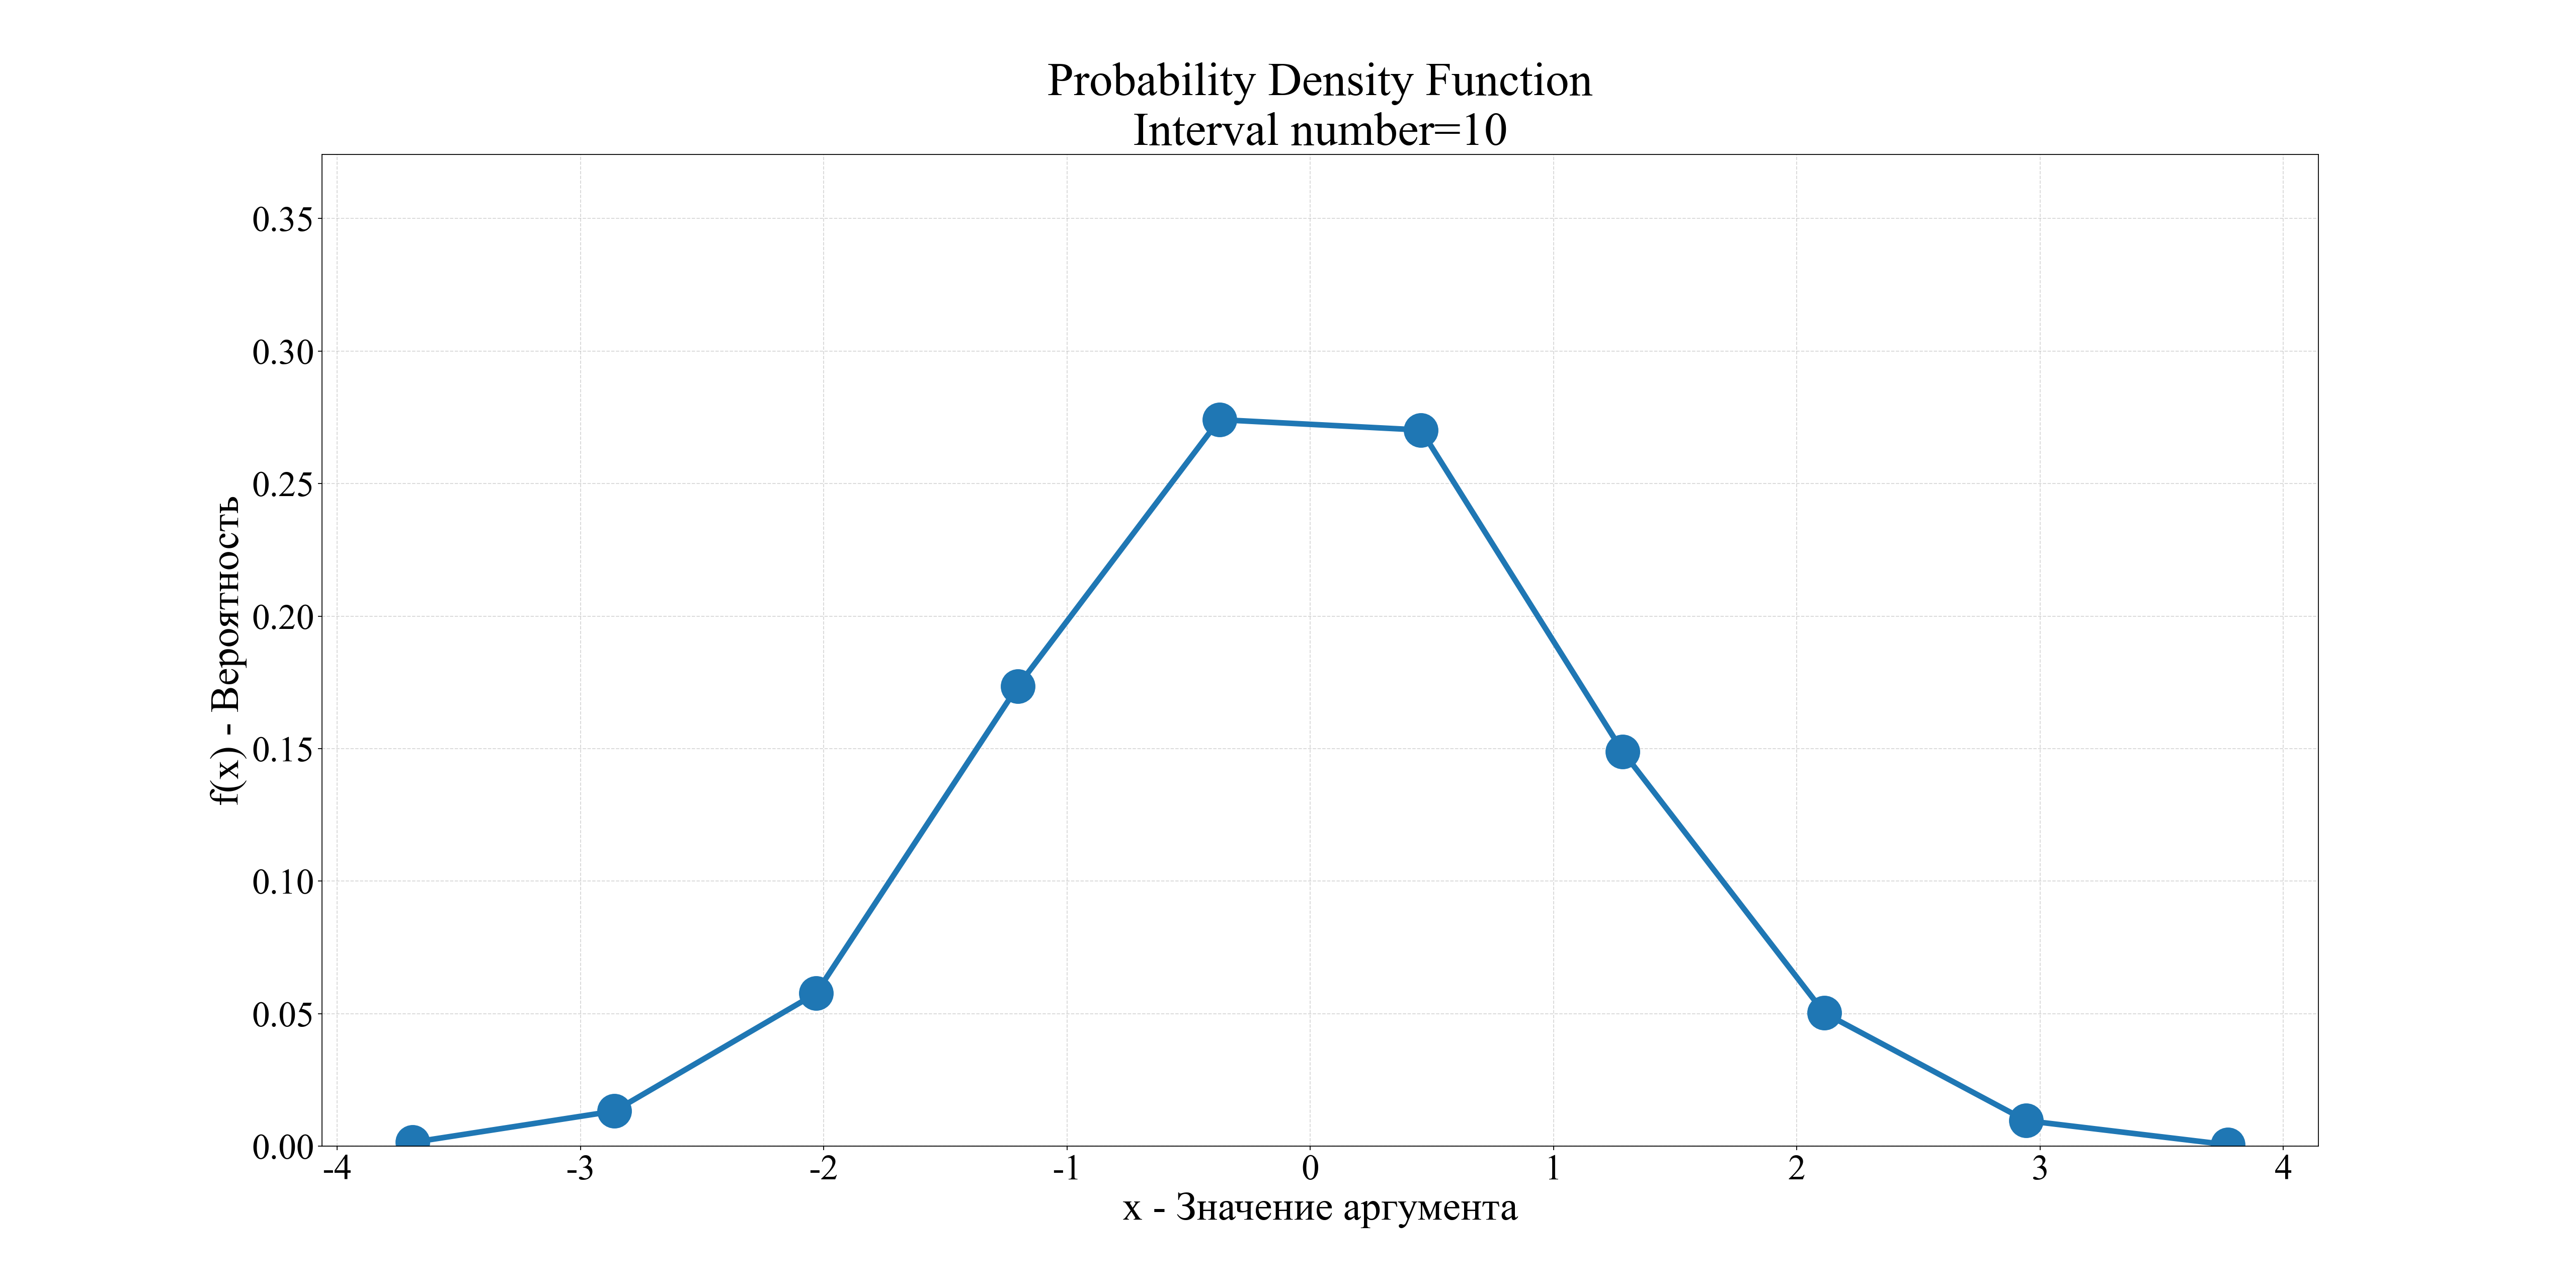 Probability Density Function
Interval number=10
f(x) - Вероятность
0.35
0.30
0.25
0.20
0.15
0.10
0.05
0.00
-4 -3 -2 -1 0 1 2 3 4
x - Значение аргумента